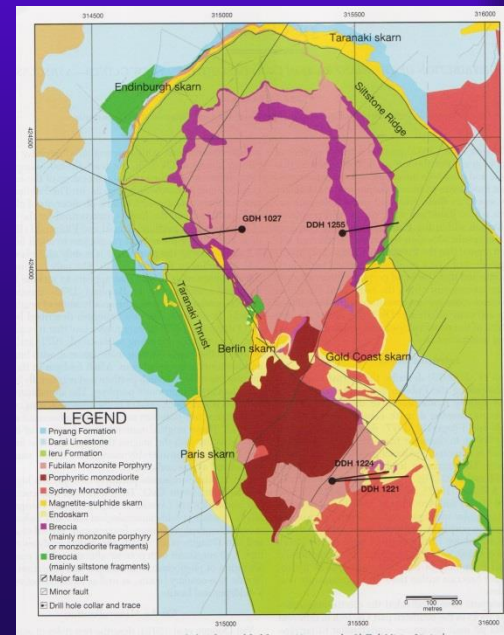 314500 315000 315500 316000
Taranaki skarn
Endinburgh skarn
Siltstone Ridge
424500
GDH 1027
DDH 1255
424000
Taranaki Thrust
Berlin skarn
Gold Coast skarn
Paris skarn
DDH 1224
DDH 1221
LEGEND
Pnyang Formation
Darai Limestone
Ieru Formation
Fubilan Monzonite Porphyry
Porphyritic monzodiorite
Sydney Monzodiorite
Magnetite-sulphide skarn
Endoskarn
Breccia
(mainly monzonite porphyry
or monzodiorite fragments)
Breccia
(mainly siltstone fragments)
Major fault
Minor fault
Drill hole collar and trace
0 100 200
metres
315000 315500 316000